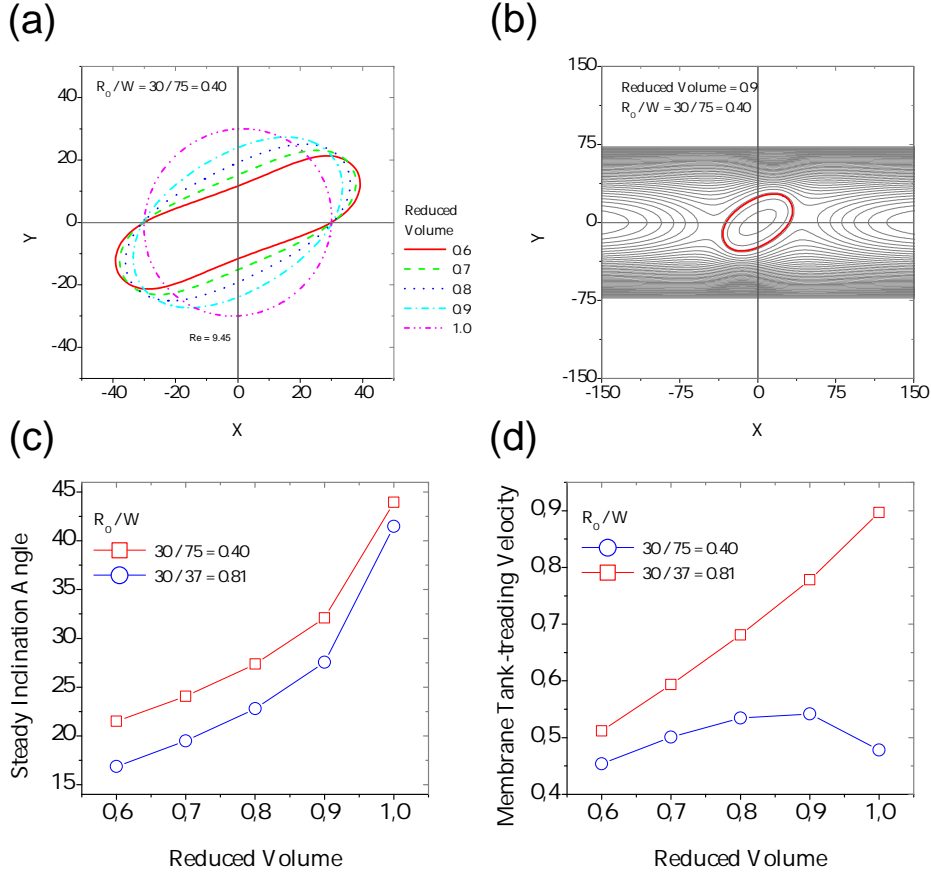 (a)
R0/W = 30/75=0.40
40
20
0
-20
-40
-40 -20 0 20 40
Y
X
Re = 9.45
Reduced
Volume
0.6
0.7
0.8
0.9
1.0
(b)
Reduced Volume = 0.9
R0/W = 30/75=0.40
150
75
0
-75
-150
-150 -75 0 75 150
Y
X
(c)
R0/W
30/75=0.40
30/37=0.81
45
40
35
30
25
20
15
0,6 0,7 0,8 0,9 1,0
Steady Inclination Angle
Reduced Volume
(d)
R0/W
30/75=0.40
30/37=0.81
0,9
0,8
0,7
0,6
0,5
0,4
0,6 0,7 0,8 0,9 1,0
Membrane Tank-treading Velocity
Reduced Volume